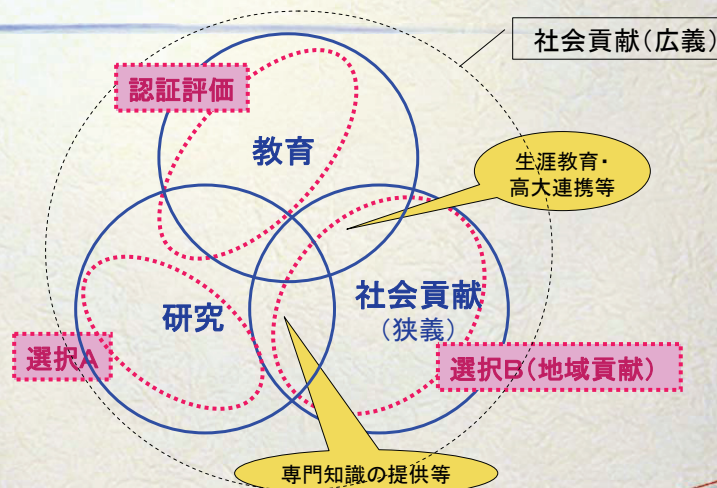 社会貢献(広義)
認証評価
教育
生涯教育・
高大連携等
研究
社会貢献
(狭義)
選択A
選択B(地域貢献)
専門知識の提供等